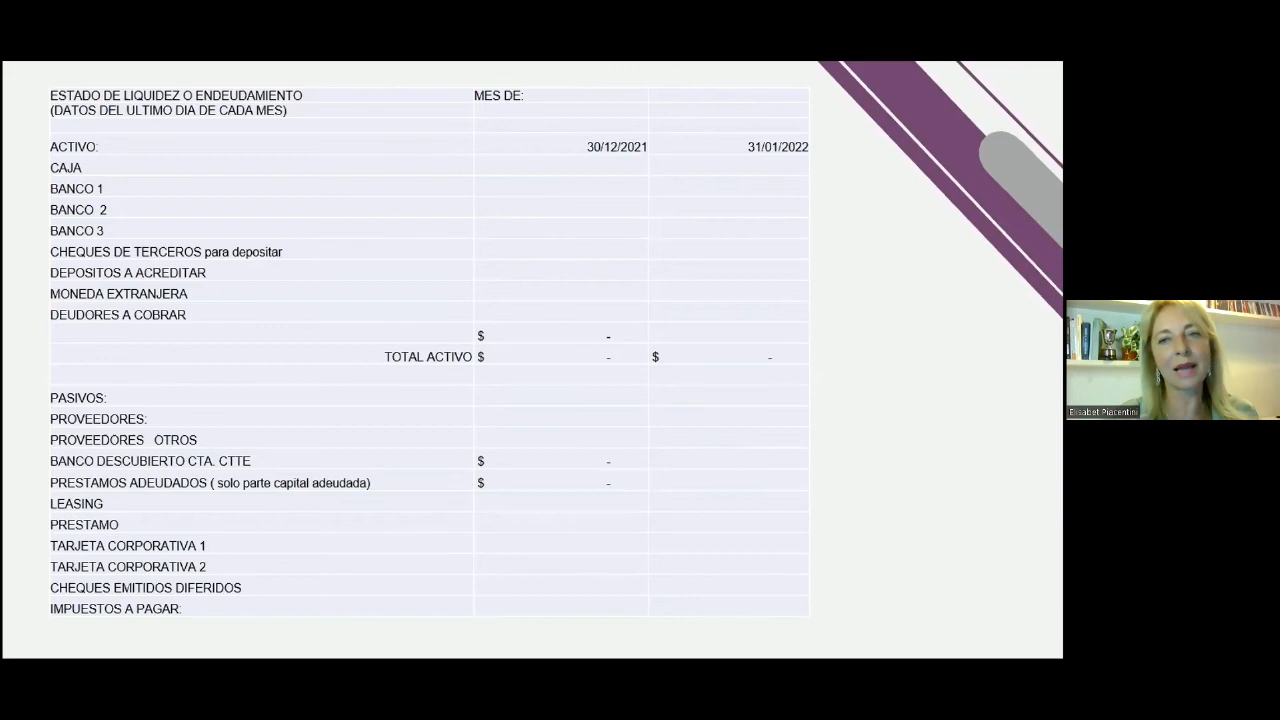 ESTADO DE LIQUIDEZ O ENDEUDAMIENTO MES DE:
(DATOS DEL ULTIMO DIA DE CADA MES)
ACTIVO: 30/12/2021 31/01/2022
CAJA
BANCO 1
BANCO 2
BANCO 3
CHEQUES DE TERCEROS para depositar
DEPOSITOS A ACREDITAR
MONEDA EXTRANJERA
DEUDORES A COBRAR
$ -
TOTAL ACTIVO $ - $ -
PASIVOS:
PROVEEDORES:
PROVEEDORES OTROS
BANCO DESCUBIERTO CTA. CTTE $ -
PRESTAMOS ADEUDADOS ( solo parte capital adeudada) $ -
LEASING
PRESTAMO
TARJETA CORPORATIVA 1
TARJETA CORPORATIVA 2
CHEQUES EMITIDOS DIFERIDOS
IMPUESTOS A PAGAR:
Elisabet Piacentini